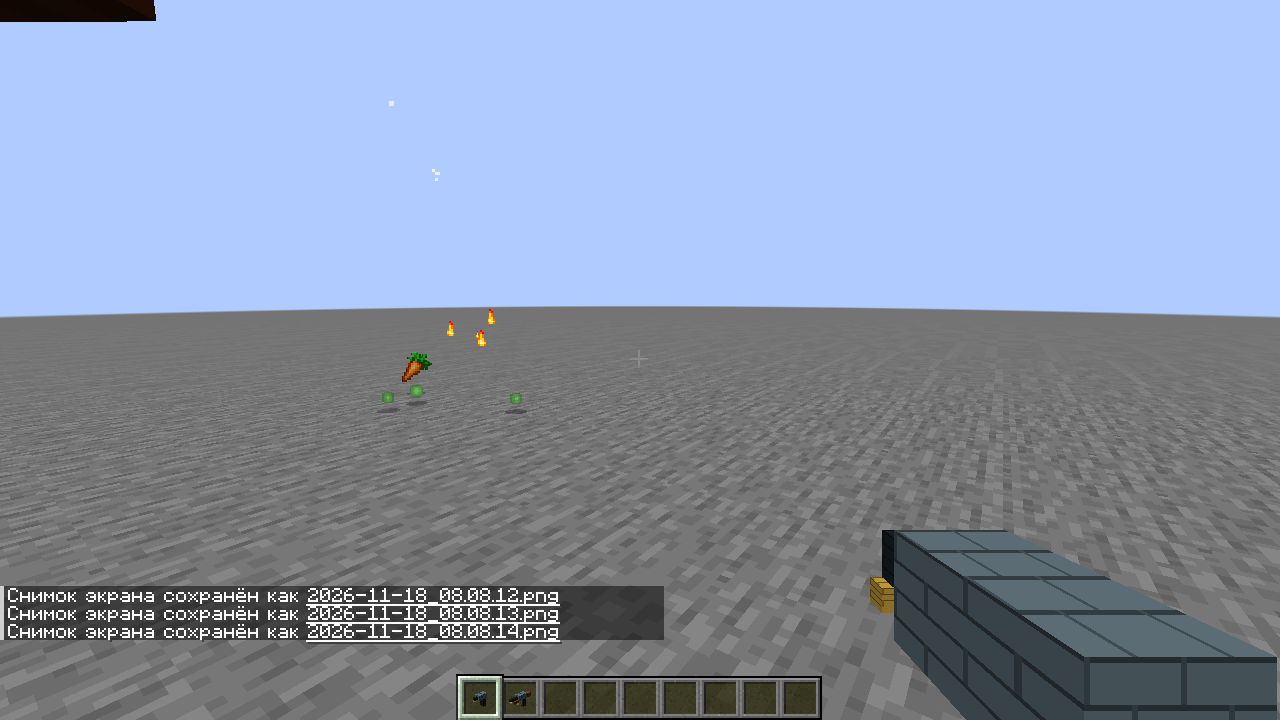 Снимок экрана сохранён как 2026-11-18_08.08.12.png
Снимок экрана сохранён как 2026-11-18_08.08.13.png
Снимок экрана сохранён как 2026-11-18_08.08.14.png